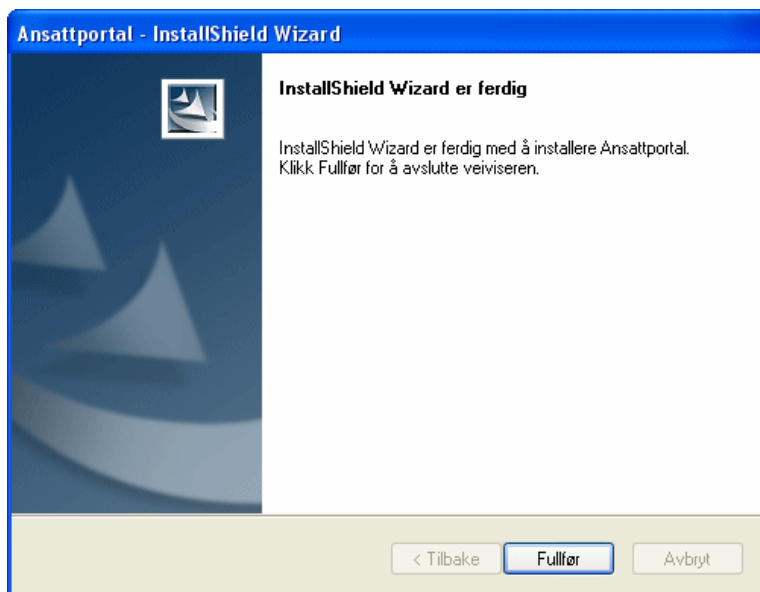 Ansattportal - InstallShield Wizard
InstallShield Wizard er ferdig
InstallShield Wizard er ferdig med å installere Ansattportal.
Klikk Fullfør for å avslutte veiviseren.
< Tilbake
Fullfør
Avbryt